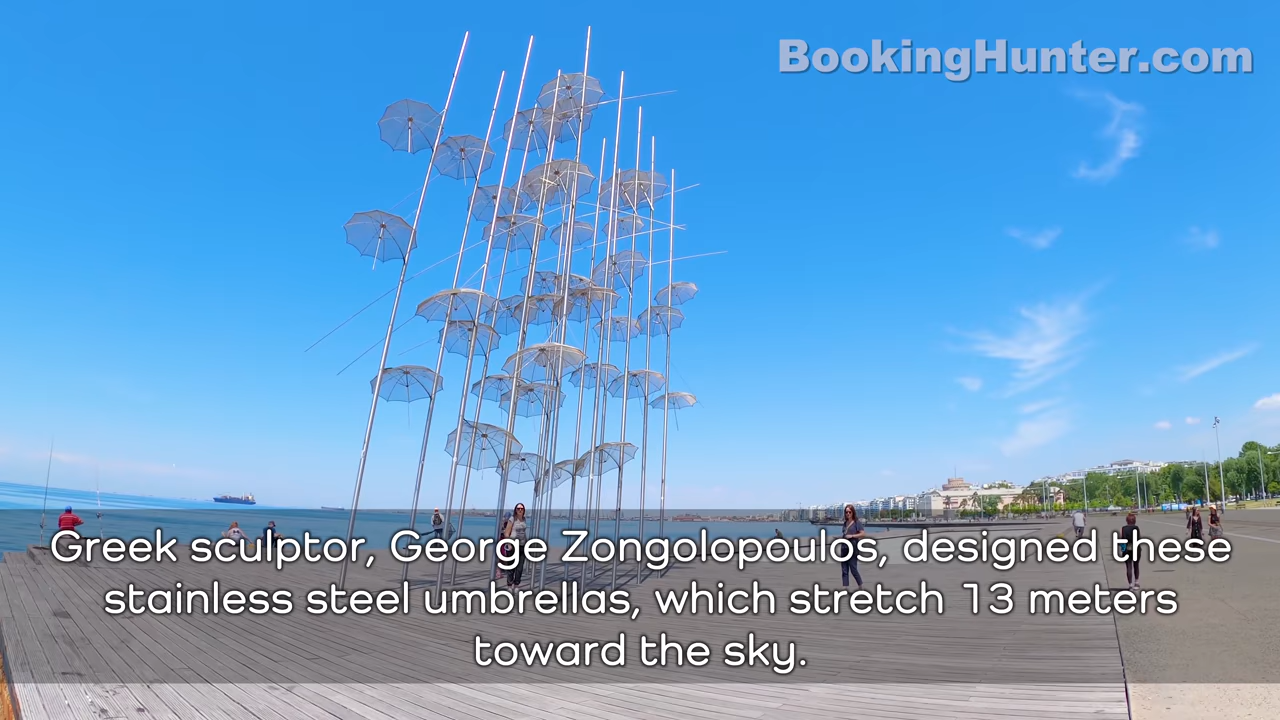 BookingHunter.com
Greek sculptor, George Zongolopoulos, designed these
stainless steel umbrellas, which stretch 13 meters
toward the sky.